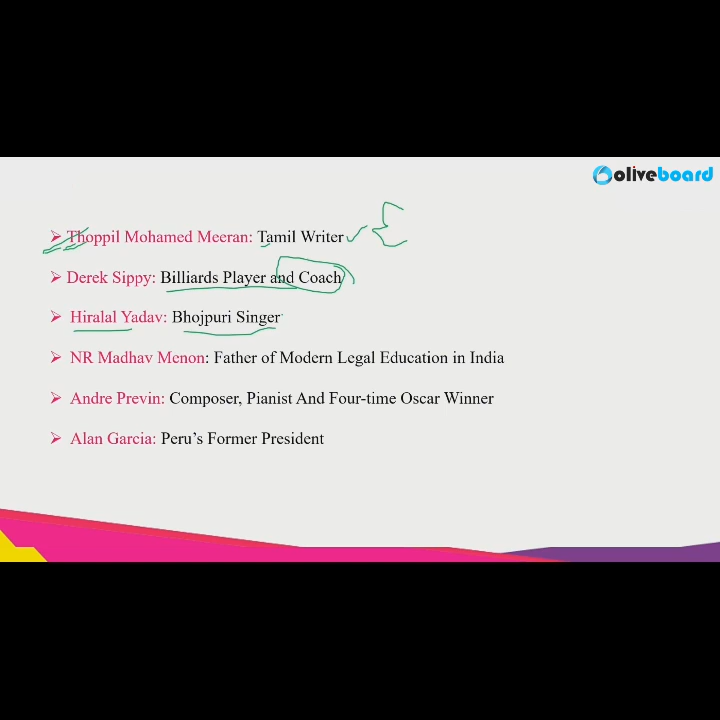 oliveboard
➢ Thoppil Mohamed Meeran: Tamil Writer
➢ Derek Sippy: Billiards Player and Coach
➢ Hiralal Yadav: Bhojpuri Singer
➢ NR Madhav Menon: Father of Modern Legal Education in India
➢ Andre Previn: Composer, Pianist And Four-time Oscar Winner
➢ Alan Garcia: Peru’s Former President